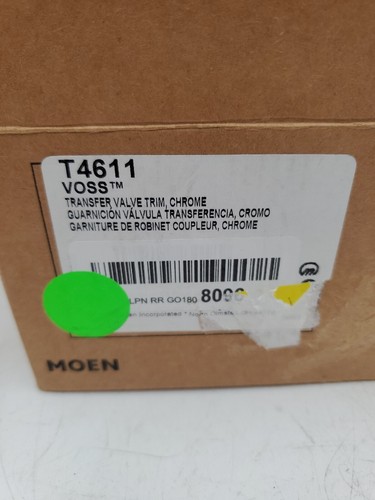 T4611
VOSS™
TRANSFER VALVE TRIM, CHROME
GUARNICIÓN VÁLVULA TRANSFERENCIA, CROMO
GARNITURE DE ROBINET COUPLEUR, CHROME
LPN RR GO180
MOEN